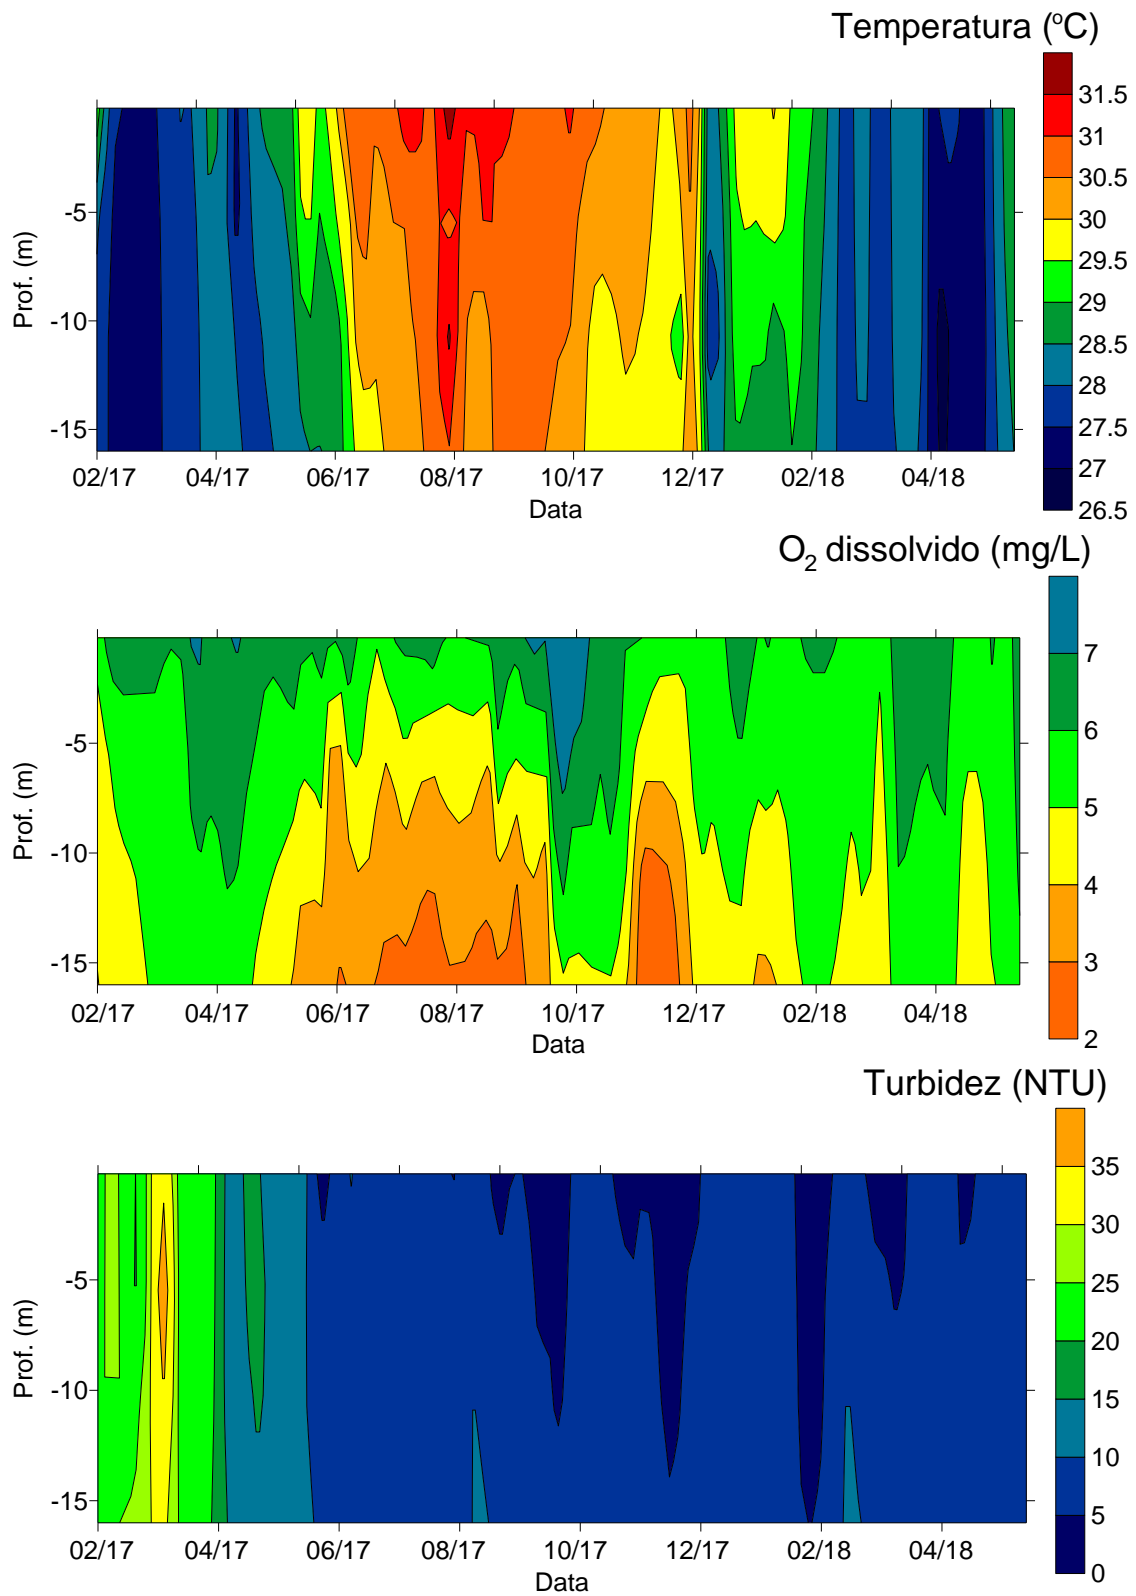 Temperatura (°C)
31.5
31
30.5
30
29.5
29
28.5
28
27.5
27
26.5
Prof. (m)
-5
-10
-15
02/17 04/17 06/17 08/17 10/17 12/17 02/18 04/18
Data
O₂ dissolvido (mg/L)
7
6
5
4
3
2
Prof. (m)
-5
-10
-15
02/17 04/17 06/17 08/17 10/17 12/17 02/18 04/18
Data
Turbidez (NTU)
35
30
25
20
15
10
5
0
Prof. (m)
-5
-10
-15
02/17 04/17 06/17 08/17 10/17 12/17 02/18 04/18
Data